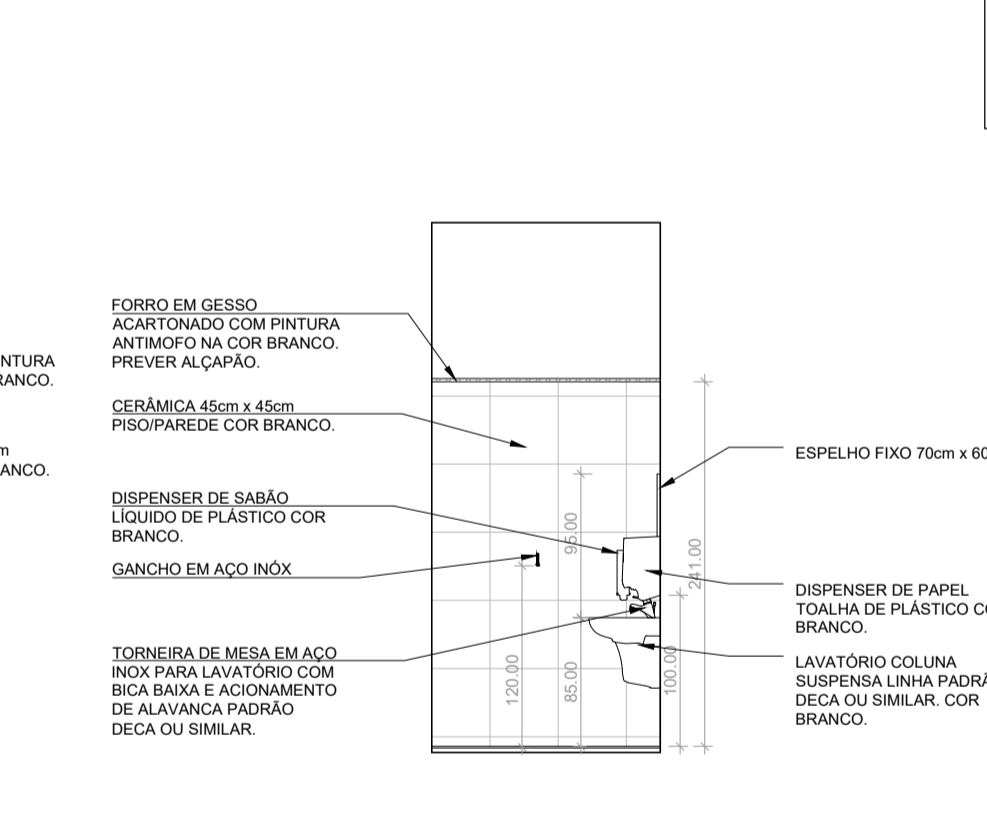 FORRO EM GESSO
ACARTONADO COM PINTURA
ANTIMOFO NA COR BRANCO.
PREVER ALÇAPÃO.
NTURA
RANCO.
CERÂMICA 45cm x 45cm
PISO/PAREDE COR BRANCO.
m
ANCO.
DISPENSER DE SABÃO
LÍQUIDO DE PLÁSTICO COR
BRANCO.
GANCHO EM AÇO INÓX
TORNEIRA DE MESA EM AÇO
INOX PARA LAVATÓRIO COM
BICA BAIXA E ACIONAMENTO
DE ALAVANCA PADRÃO
DECA OU SIMILAR.
120.00
95.00
85.00
100.00
241.00
ESPELHO FIXO 70cm x 60
DISPENSER DE PAPEL
TOALHA DE PLÁSTICO CO
BRANCO.
LAVATÓRIO COLUNA
SUSPENSA LINHA PADRÃ
DECA OU SIMILAR. COR
BRANCO.